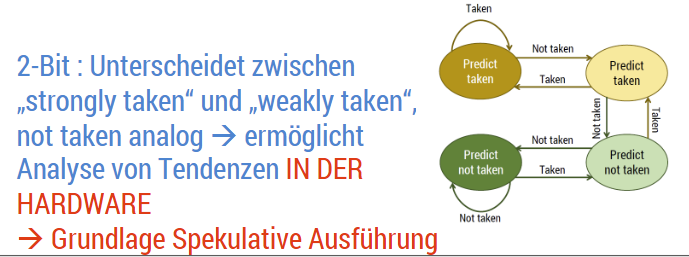 2-Bit : Unterscheidet zwischen
„strongly taken“ und „weakly taken“,
not taken analog → ermöglicht
Analyse von Tendenzen IN DER
HARDWARE
→ Grundlage Spekulative Ausführung
Taken
Predict
taken
Not taken
Taken
Predict
taken
Not taken
Taken
Predict
not taken
Not taken
Taken
Predict
not taken
Not taken